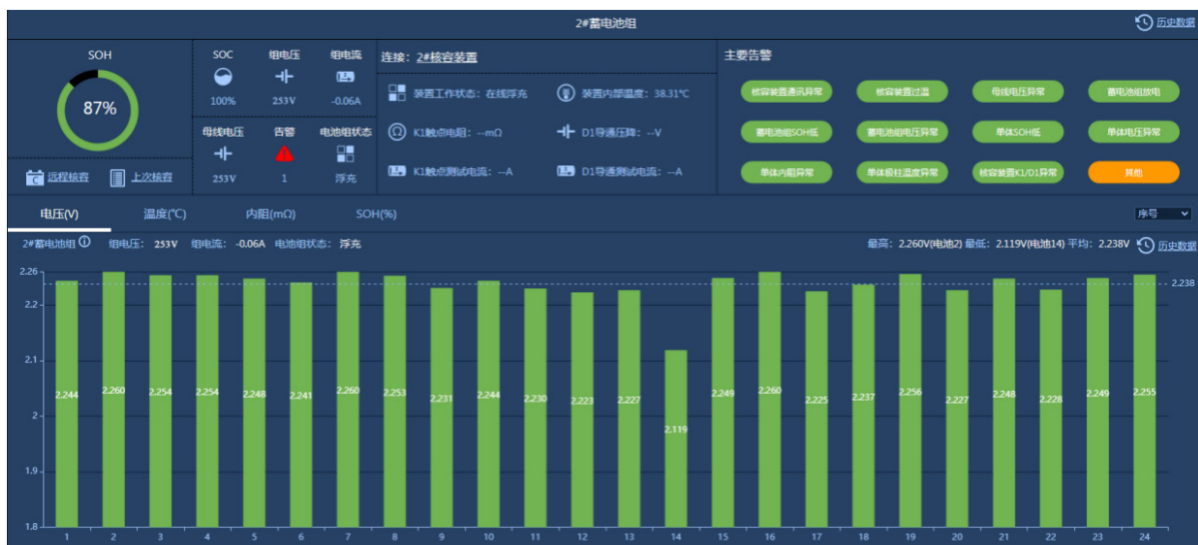 2#蓄电池组
历史数据
SOH
87%
远程核容
上次核容
SOC 组电压 组电流
100% 253V -0.06A
母线电压 告警 电池组状态
253V 1 浮充
连接：2#核容装置
装置工作状态：在线浮充 装置内部温度：38.31℃
K1触点电阻：--mΩ D1导通压降：--V
K1触点测试电流：--A D1导通测试电流：--A
主要告警
核容装置通讯异常 核容装置过温 母线电压异常 蓄电池组放电
蓄电池组SOH低 蓄电池组电压异常 单体SOH低 单体电压异常
单体内阻异常 单体极柱温度异常 核容装置K1/D1异常 其他
电压(V) 温度(℃) 内阻(mΩ) SOH(%)
序号
2#蓄电池组 组电压：253V 组电流：-0.06A 电池组状态：浮充
最高：2.260V(电池2) 最低：2.119V(电池14) 平均：2.238V 历史数据
2.26
2.238
2.2
2.1
2.244 2.260 2.254 2.254 2.248 2.241 2.260 2.253 2.231 2.244 2.230 2.223 2.227 2.119 2.249 2.260 2.225 2.237 2.256 2.227 2.248 2.228 2.249 2.255
2
1.9
1.8
1 2 3 4 5 6 7 8 9 10 11 12 13 14 15 16 17 18 19 20 21 22 23 24